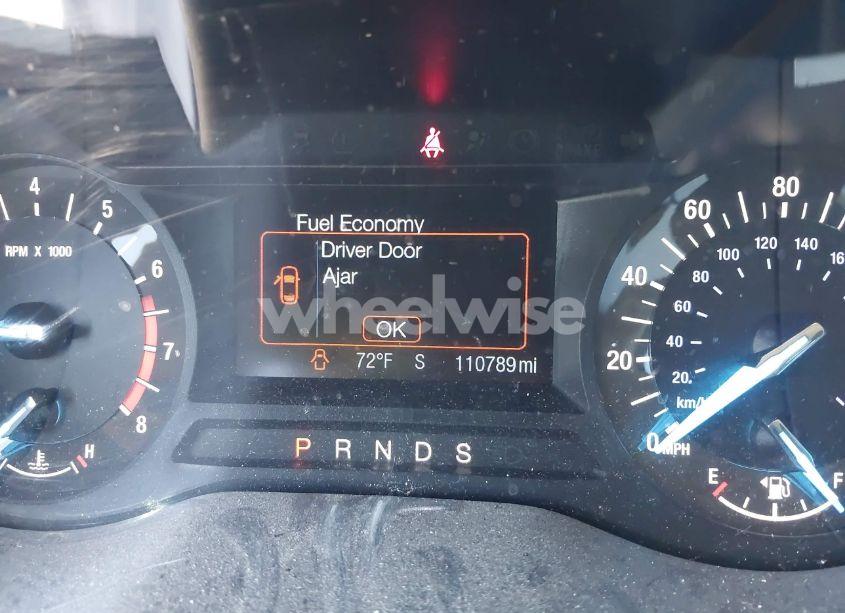 4
5
6
7
8
RPM X 1000
H
Fuel Economy
Driver Door
Ajar
wheelwise
OK
72°F S 110789mi
P R N D S
80
60
40
20
0
MPH
140
120
100
80
60
40
20
km/
E
F